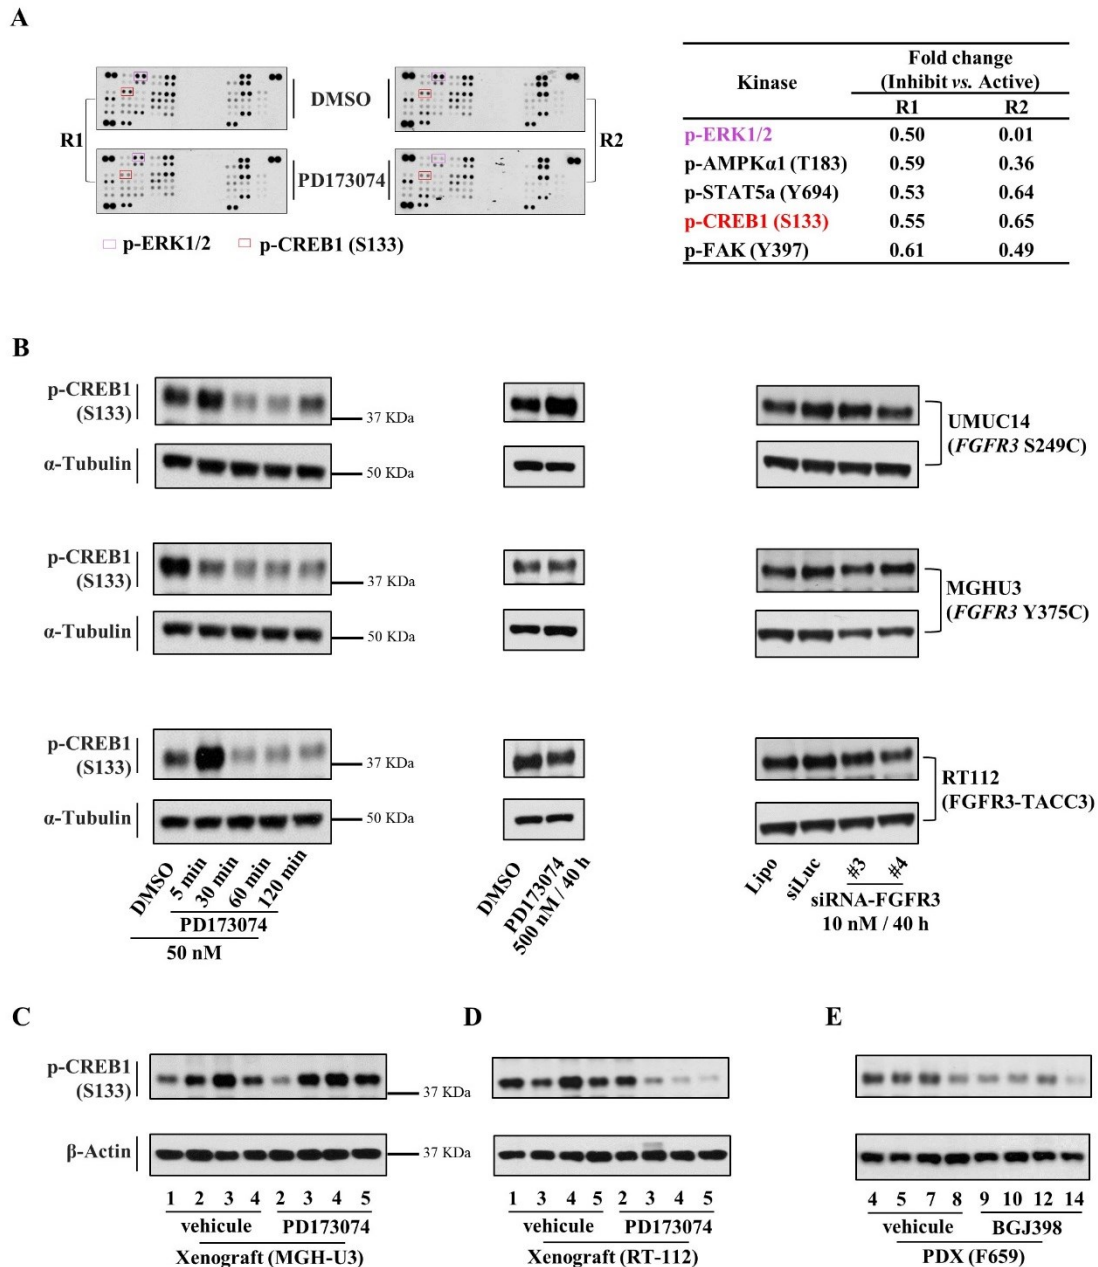 A
R1
DMSO
PD173074
R2
p-ERK1/2
p-CREB1 (S133)
Kinase
Fold change
(Inhibit vs. Active)
R1 R2
p-ERK1/2 0.50 0.01
p-AMPKα1 (T183) 0.59 0.36
p-STAT5a (Y694) 0.53 0.64
p-CREB1 (S133) 0.55 0.65
p-FAK (Y397) 0.61 0.49
B
p-CREB1
(S133)
37 KDa
α-Tubulin
50 KDa
UMUC14
(FGFR3 S249C)
p-CREB1
(S133)
37 KDa
α-Tubulin
50 KDa
MGHU3
(FGFR3 Y375C)
p-CREB1
(S133)
37 KDa
α-Tubulin
50 KDa
RT112
(FGFR3-TACC3)
DMSO
5 min
30 min
60 min
120 min
PD173074
50 nM
DMSO
PD173074
500 nM / 40 h
Lipo
siLuc
#3
#4
siRNA-FGFR3
10 nM / 40 h
C
p-CREB1
(S133)
37 KDa
β-Actin
37 KDa
1 2 3 4 2 3 4 5
vehicule PD173074
Xenograft (MGH-U3)
D
1 3 4 5 2 3 4 5
vehicule PD173074
Xenograft (RT-112)
E
4 5 7 8 9 10 12 14
vehicule BGJ398
PDX (F659)